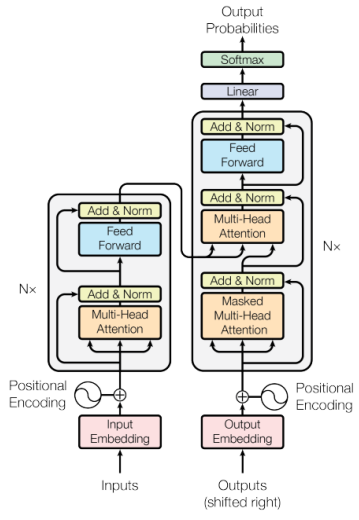 Output
Probabilities
Softmax
Linear
Add & Norm
Feed
Forward
Add & Norm
Multi-Head
Attention
N×
Add & Norm
Masked
Multi-Head
Attention
Add & Norm
Feed
Forward
N×
Add & Norm
Multi-Head
Attention
Positional
Encoding
Positional
Encoding
Input
Embedding
Output
Embedding
Inputs
Outputs
(shifted right)